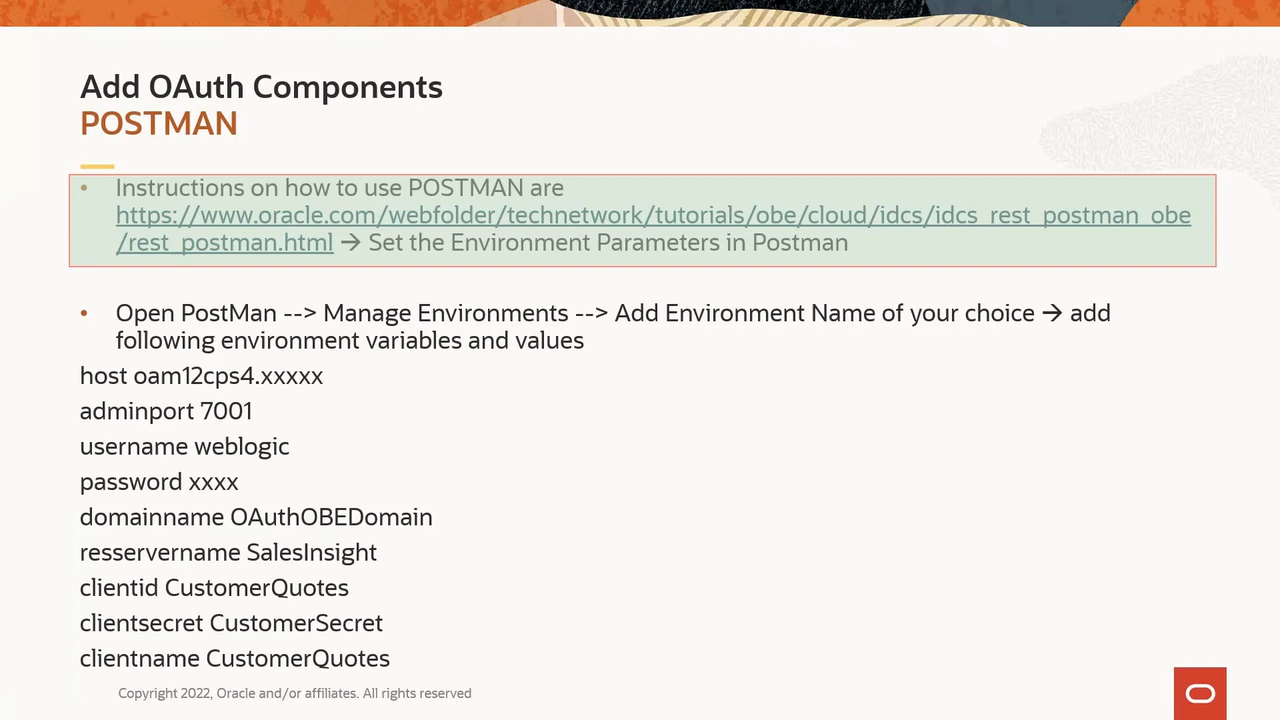 Add OAuth Components
POSTMAN
• Instructions on how to use POSTMAN are
https://www.oracle.com/webfolder/technetwork/tutorials/obe/cloud/idcs/idcs_rest_postman_obe
/rest_postman.html → Set the Environment Parameters in Postman
• Open PostMan --> Manage Environments --> Add Environment Name of your choice → add
following environment variables and values
host oam12cps4.xxxxx
adminport 7001
username weblogic
password xxxx
domainname OAuthOBEDomain
resservername SalesInsight
clientid CustomerQuotes
clientsecret CustomerSecret
clientname CustomerQuotes
Copyright 2022, Oracle and/or affiliates. All rights reserved